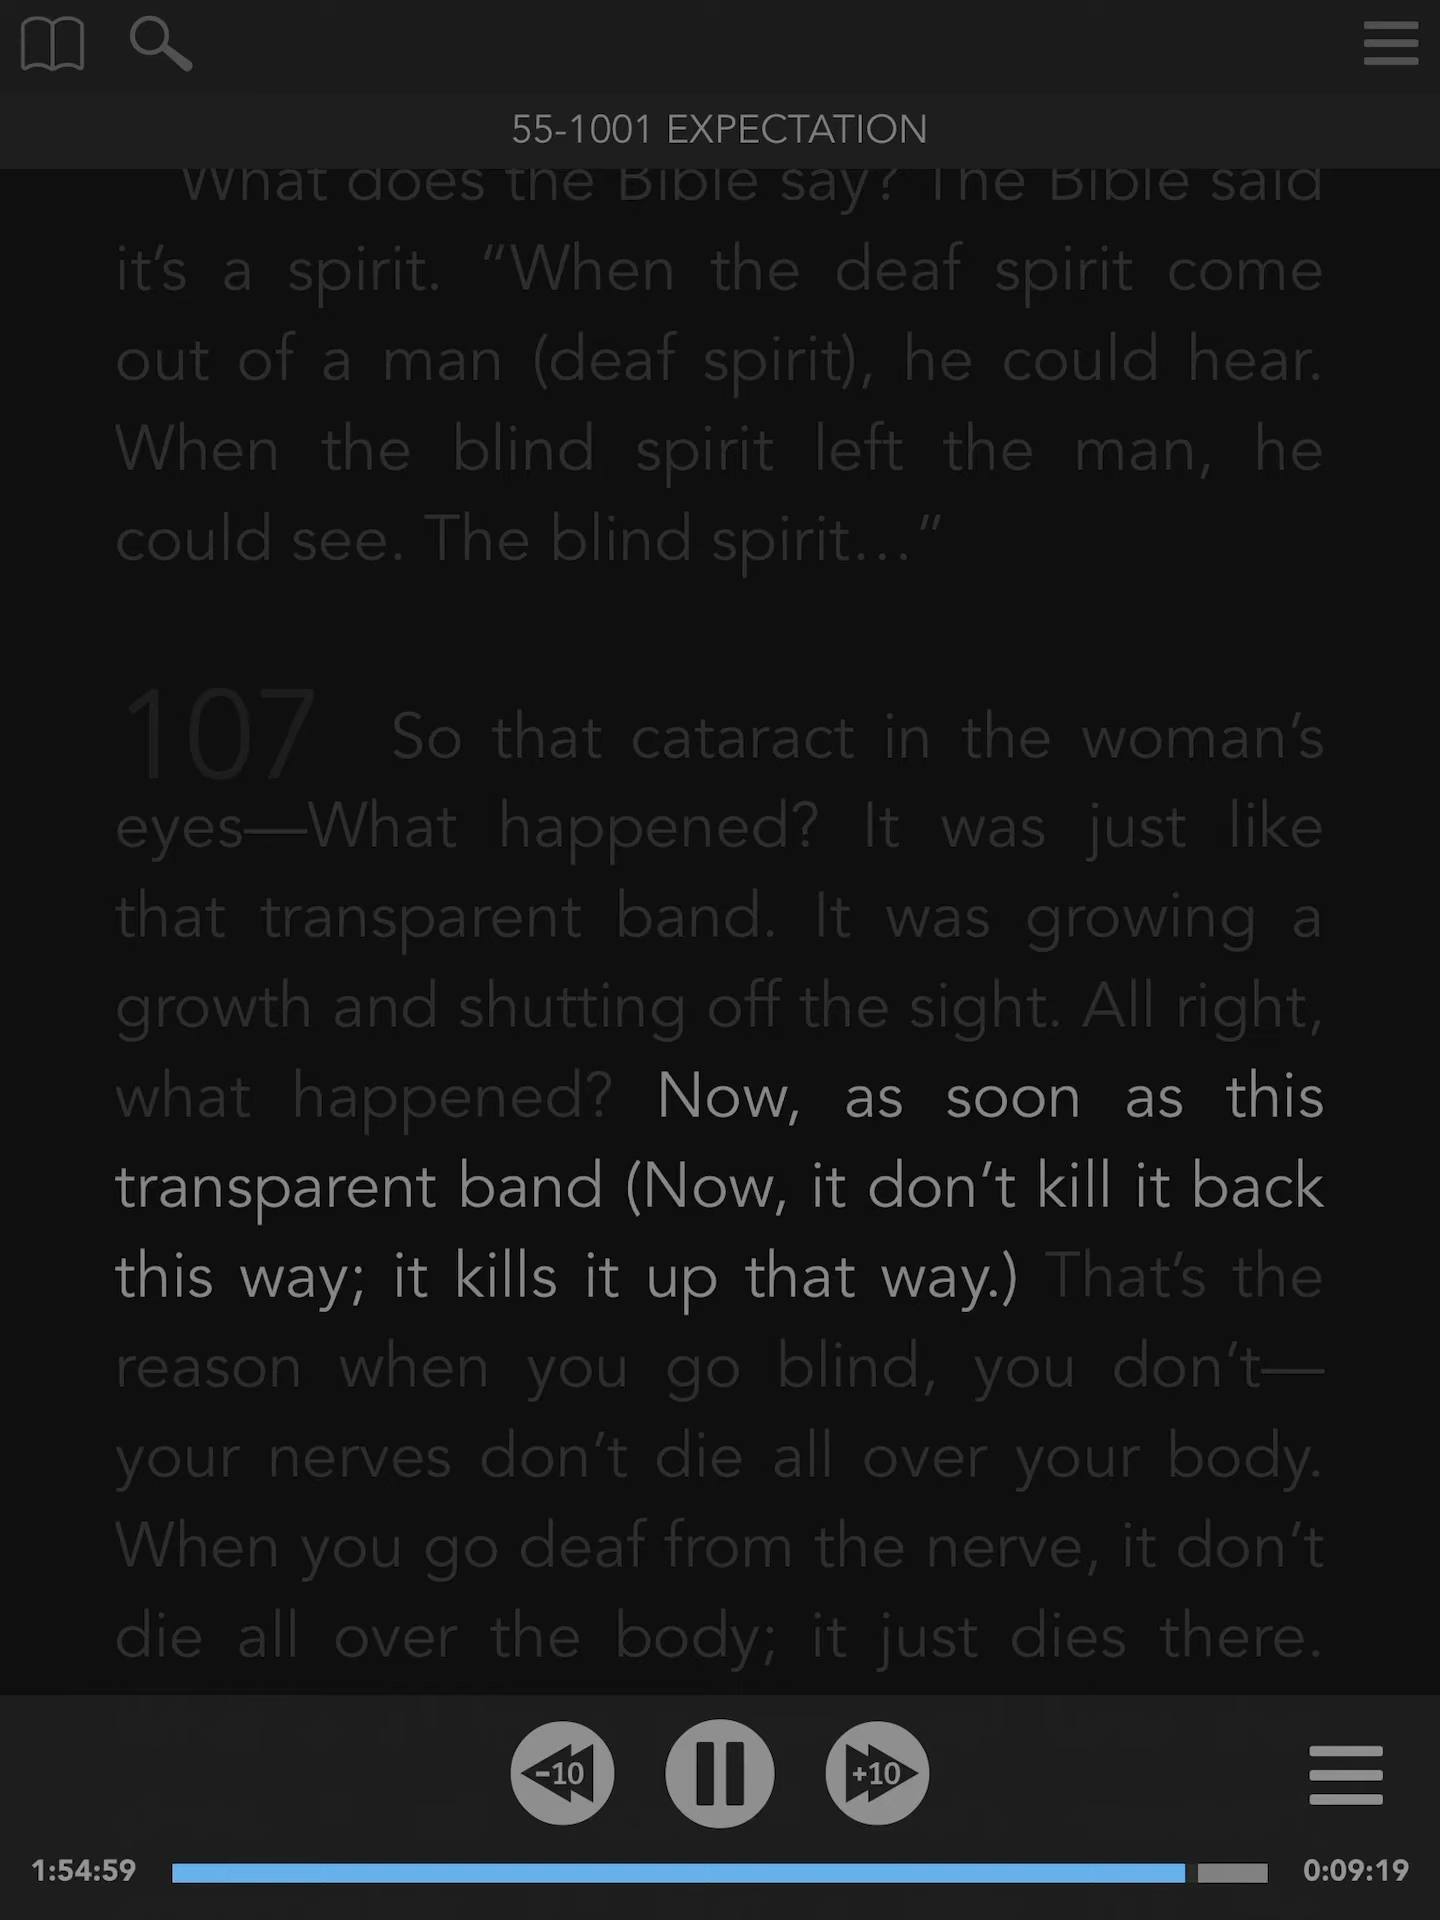 55-1001 EXPECTATION
What does the Bible say? The Bible said
it’s a spirit. “When the deaf spirit come
out of a man (deaf spirit), he could hear.
When the blind spirit left the man, he
could see. The blind spirit…”
107 So that cataract in the woman’s
eyes—What happened? It was just like
that transparent band. It was growing a
growth and shutting off the sight. All right,
what happened? Now, as soon as this
transparent band (Now, it don’t kill it back
this way; it kills it up that way.) That’s the
reason when you go blind, you don’t—
your nerves don’t die all over your body.
When you go deaf from the nerve, it don’t
die all over the body; it just dies there.
-10 +10
1:54:59 0:09:19